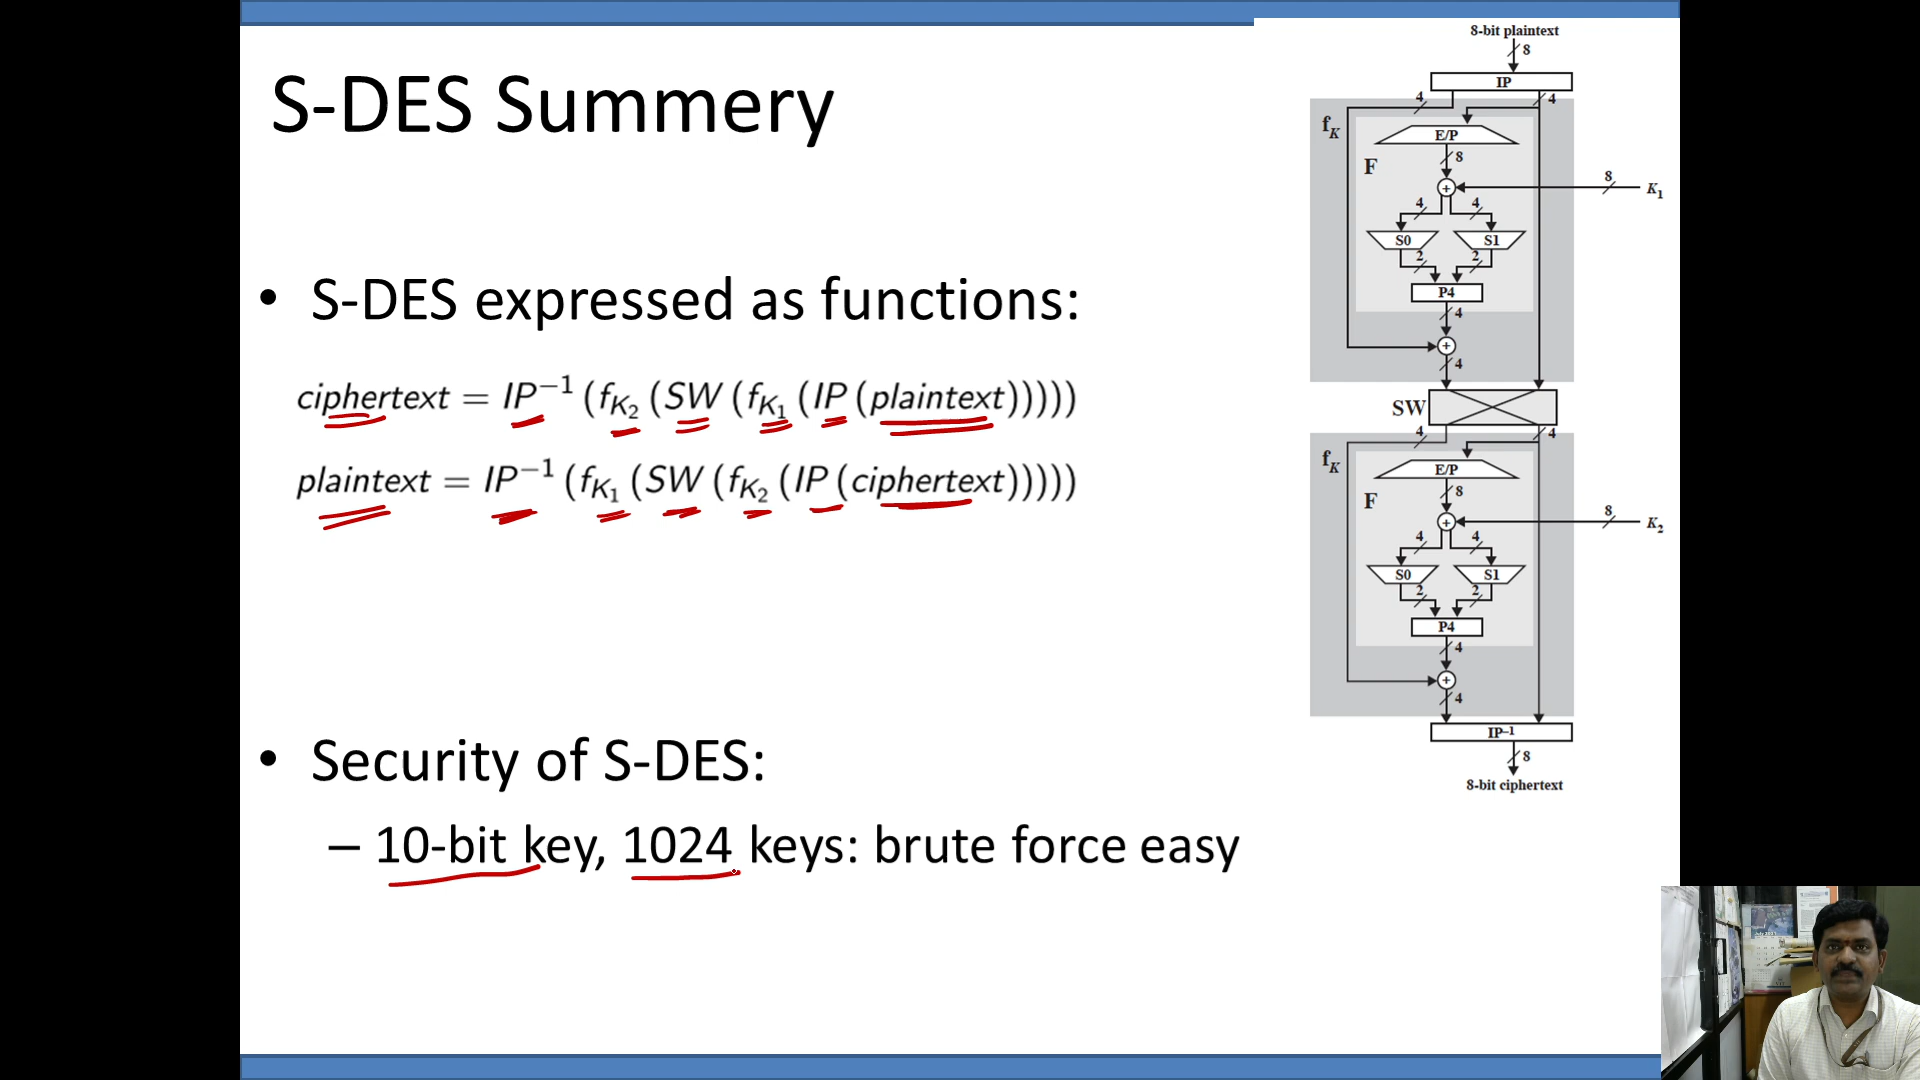 S-DES Summery
• S-DES expressed as functions:
ciphertext = IP⁻¹ (f_K₂ (SW (f_K₁ (IP (plaintext)))))
plaintext = IP⁻¹ (f_K₁ (SW (f_K₂ (IP (ciphertext)))))
• Security of S-DES:
– 10-bit key, 1024 keys: brute force easy
8-bit plaintext
8
IP
4 4
f_K
E/P
F 8
8 K₁
+
4 4
S0 S1
2 2
P4
4
+
4
SW
4 4
f_K
E/P
F 8
8 K₂
+
4 4
S0 S1
2 2
P4
4
+
4
IP⁻¹
8
8-bit ciphertext